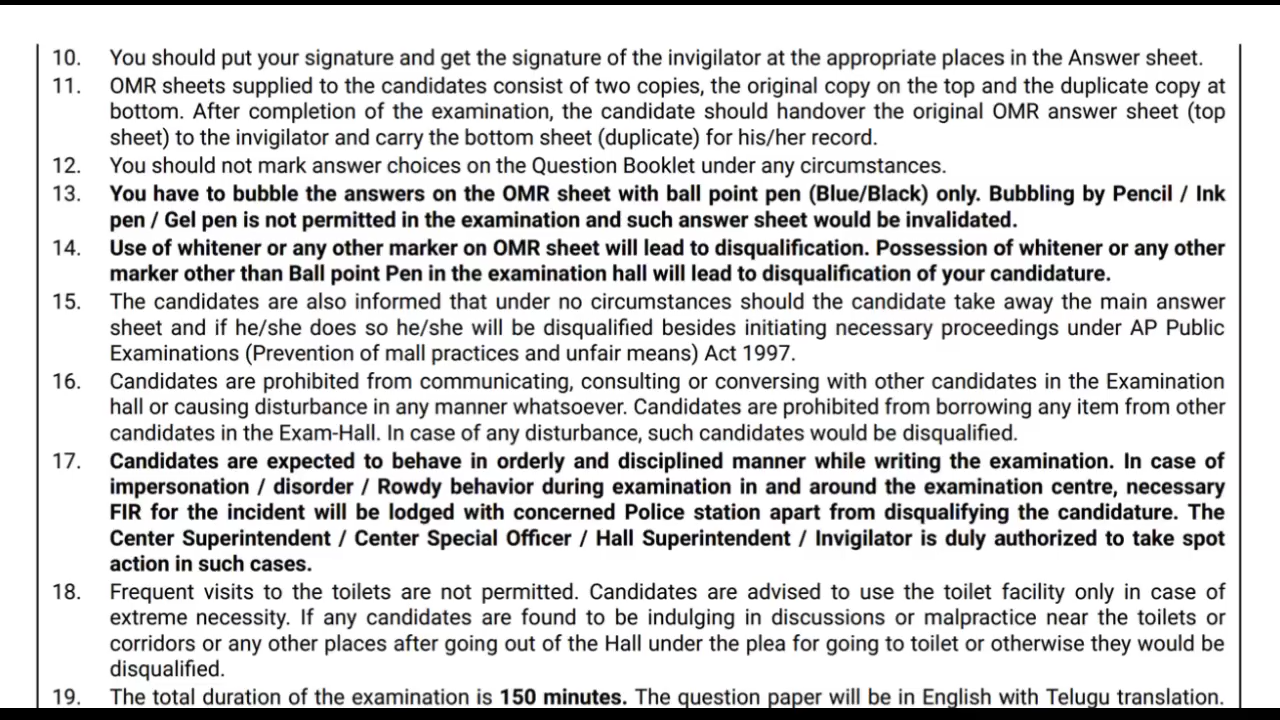 10. You should put your signature and get the signature of the invigilator at the appropriate places in the Answer sheet.
11. OMR sheets supplied to the candidates consist of two copies, the original copy on the top and the duplicate copy at
bottom. After completion of the examination, the candidate should handover the original OMR answer sheet (top
sheet) to the invigilator and carry the bottom sheet (duplicate) for his/her record.
12. You should not mark answer choices on the Question Booklet under any circumstances.
13. You have to bubble the answers on the OMR sheet with ball point pen (Blue/Black) only. Bubbling by Pencil / Ink
pen / Gel pen is not permitted in the examination and such answer sheet would be invalidated.
14. Use of whitener or any other marker on OMR sheet will lead to disqualification. Possession of whitener or any other
marker other than Ball point Pen in the examination hall will lead to disqualification of your candidature.
15. The candidates are also informed that under no circumstances should the candidate take away the main answer
sheet and if he/she does so he/she will be disqualified besides initiating necessary proceedings under AP Public
Examinations (Prevention of mall practices and unfair means) Act 1997.
16. Candidates are prohibited from communicating, consulting or conversing with other candidates in the Examination
hall or causing disturbance in any manner whatsoever. Candidates are prohibited from borrowing any item from other
candidates in the Exam-Hall. In case of any disturbance, such candidates would be disqualified.
17. Candidates are expected to behave in orderly and disciplined manner while writing the examination. In case of
impersonation / disorder / Rowdy behavior during examination in and around the examination centre, necessary
FIR for the incident will be lodged with concerned Police station apart from disqualifying the candidature. The
Center Superintendent / Center Special Officer / Hall Superintendent / Invigilator is duly authorized to take spot
action in such cases.
18. Frequent visits to the toilets are not permitted. Candidates are advised to use the toilet facility only in case of
extreme necessity. If any candidates are found to be indulging in discussions or malpractice near the toilets or
corridors or any other places after going out of the Hall under the plea for going to toilet or otherwise they would be
disqualified.
19. The total duration of the examination is 150 minutes. The question paper will be in English with Telugu translation.